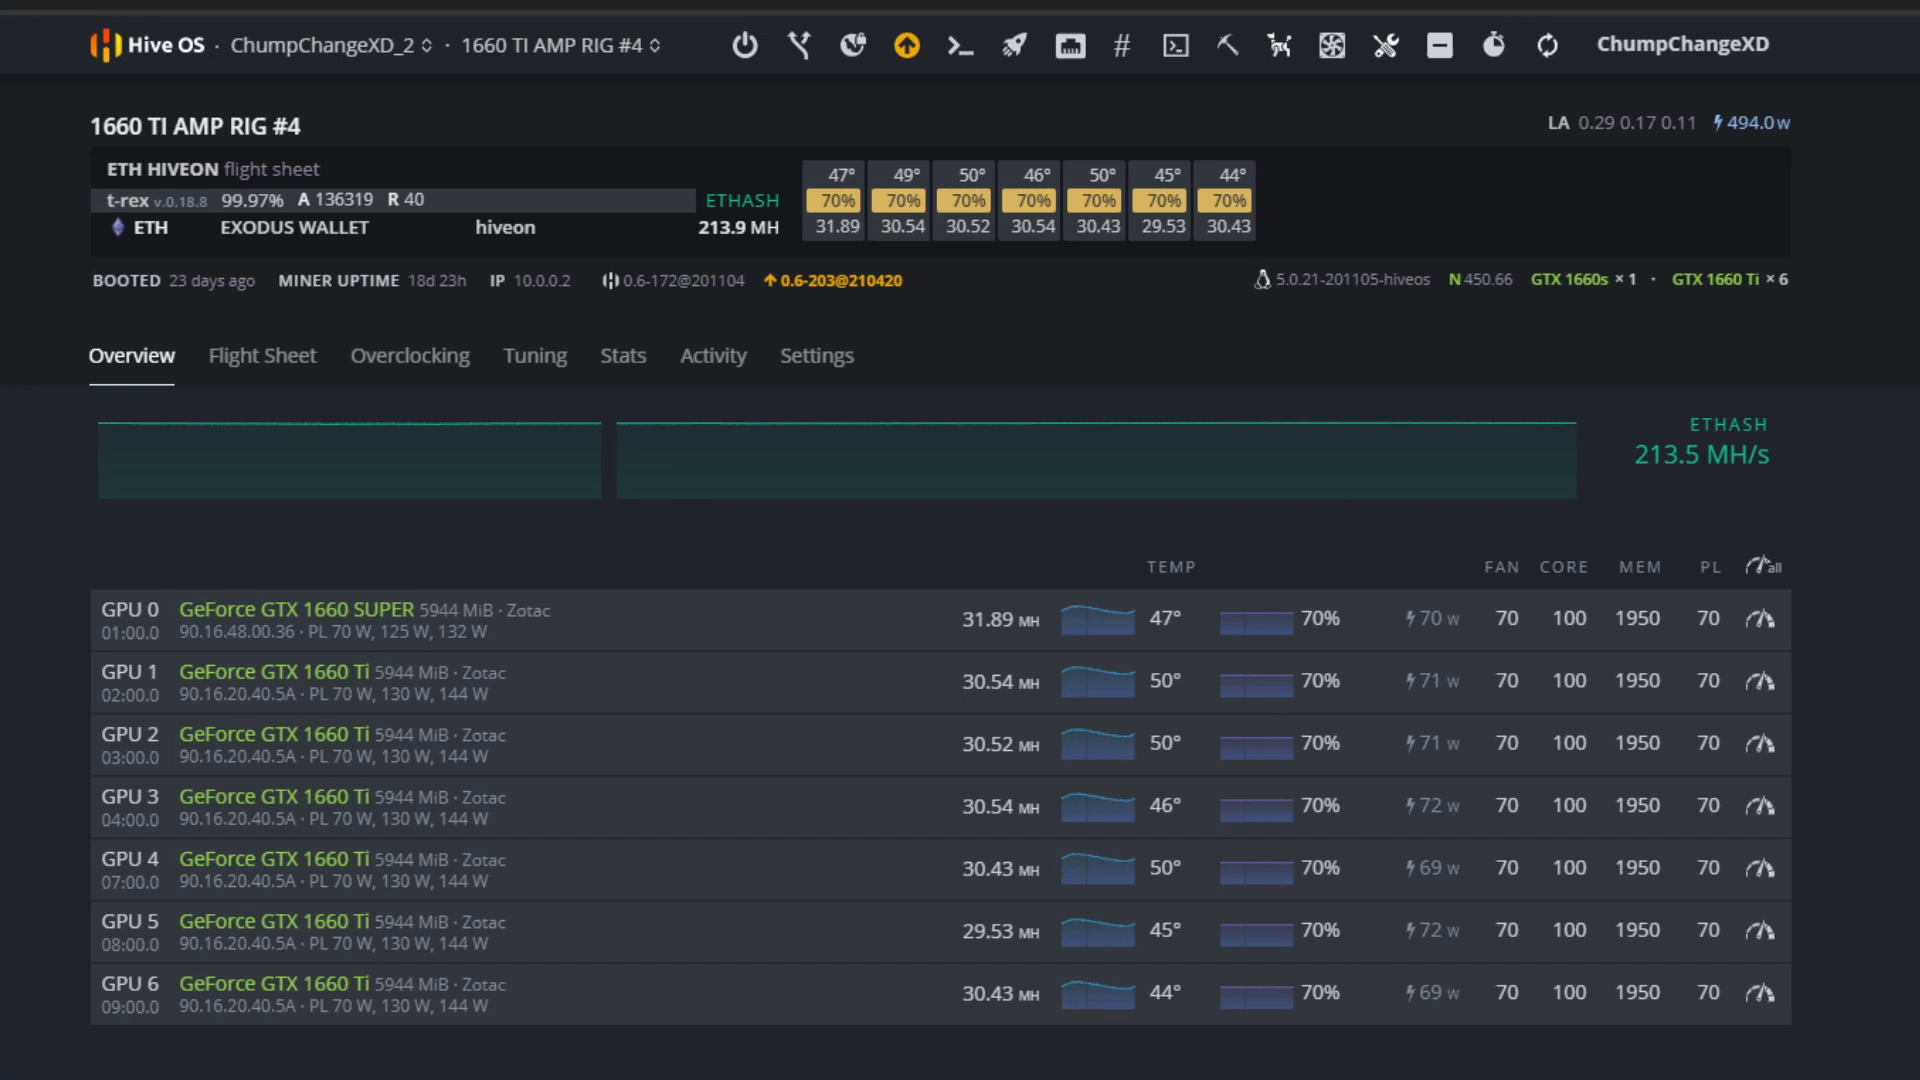 Hive OS · ChumpChangeXD_2 · 1660 TI AMP RIG #4 ChumpChangeXD
1660 TI AMP RIG #4 LA 0.29 0.17 0.11 494.0 w
ETH HIVEON flight sheet 47° 49° 50° 46° 50° 45° 44°
t-rex v.0.18.8 99.97% A 136319 R 40 ETHASH 70% 70% 70% 70% 70% 70% 70%
ETH EXODUS WALLET hiveon 213.9 MH 31.89 30.54 30.52 30.54 30.43 29.53 30.43
BOOTED 23 days ago MINER UPTIME 18d 23h IP 10.0.0.2 0.6-172@201104 0.6-203@210420 5.0.21-201105-hiveos N 450.66 GTX 1660s × 1 · GTX 1660 Ti × 6
Overview Flight Sheet Overclocking Tuning Stats Activity Settings
ETHASH
213.5 MH/s
TEMP FAN CORE MEM PL all
GPU 0 GeForce GTX 1660 SUPER 5944 MiB · Zotac 31.89 MH 47° 70% 70 w 70 100 1950 70
01:00.0 90.16.48.00.36 · PL 70 W, 125 W, 132 W
GPU 1 GeForce GTX 1660 Ti 5944 MiB · Zotac 30.54 MH 50° 70% 71 w 70 100 1950 70
02:00.0 90.16.20.40.5A · PL 70 W, 130 W, 144 W
GPU 2 GeForce GTX 1660 Ti 5944 MiB · Zotac 30.52 MH 50° 70% 71 w 70 100 1950 70
03:00.0 90.16.20.40.5A · PL 70 W, 130 W, 144 W
GPU 3 GeForce GTX 1660 Ti 5944 MiB · Zotac 30.54 MH 46° 70% 72 w 70 100 1950 70
04:00.0 90.16.20.40.5A · PL 70 W, 130 W, 144 W
GPU 4 GeForce GTX 1660 Ti 5944 MiB · Zotac 30.43 MH 50° 70% 69 w 70 100 1950 70
07:00.0 90.16.20.40.5A · PL 70 W, 130 W, 144 W
GPU 5 GeForce GTX 1660 Ti 5944 MiB · Zotac 29.53 MH 45° 70% 72 w 70 100 1950 70
08:00.0 90.16.20.40.5A · PL 70 W, 130 W, 144 W
GPU 6 GeForce GTX 1660 Ti 5944 MiB · Zotac 30.43 MH 44° 70% 69 w 70 100 1950 70
09:00.0 90.16.20.40.5A · PL 70 W, 130 W, 144 W